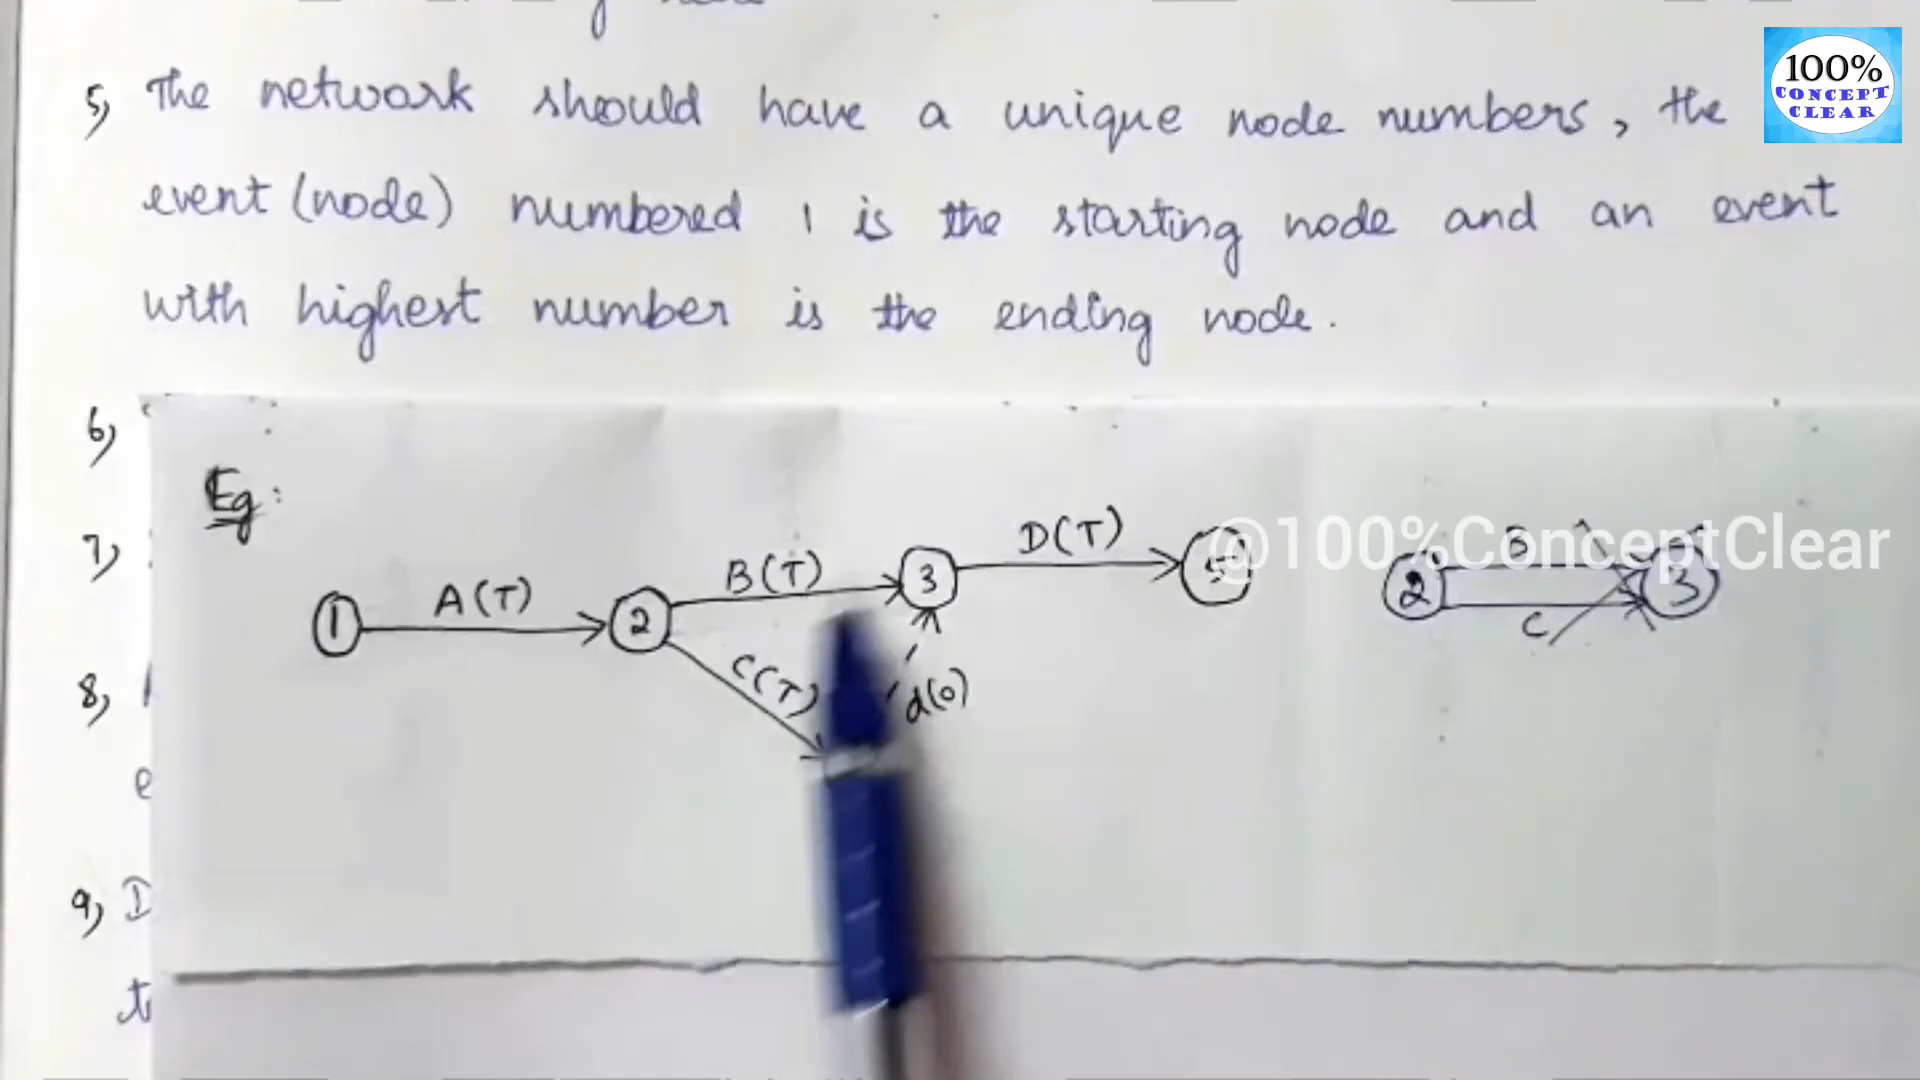 5, The network should have a unique node numbers, the
event (node) numbered 1 is the starting node and an event
with highest number is the ending node.
6,
7,
8,
9,
Eg:
1 A(T) 2 B(T) 3 D(T) 5
C(T) d(0)
2 B 3
C
100%
CONCEPT
CLEAR
@100%ConceptClear